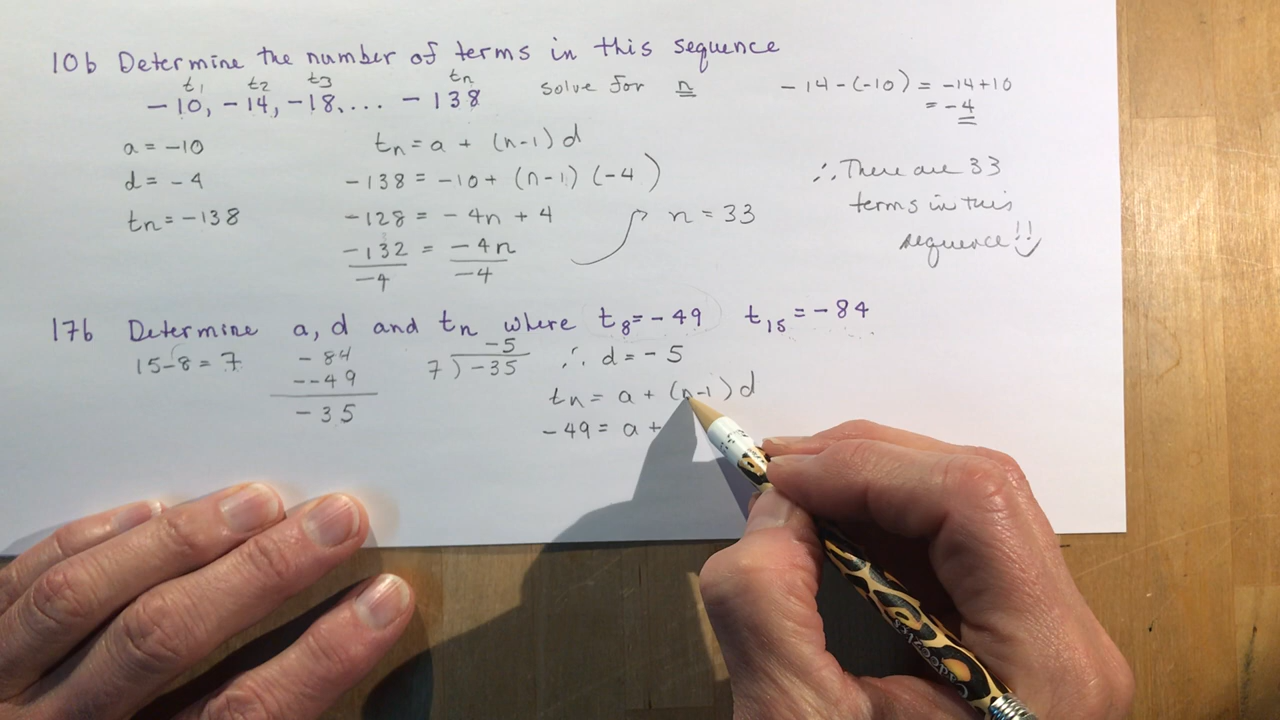 10b Determine the number of terms in this sequence
t1 t2 t3 tn
-10, -14, -18, ... -138
solve for n
-14-(-10) = -14+10
= -4
a = -10
d = -4
tn = -138
tn = a + (n-1)d
-138 = -10 + (n-1)(-4)
-128 = -4n + 4
-132 = -4n
-4 -4
n = 33
∴ There are 33
terms in this
sequence!!
17b Determine a, d and tn where t8 = -49 t15 = -84
15-8 = 7
-84
--49
-35
-5
7)-35
∴ d = -5
tn = a + (n-1)d
-49 = a +